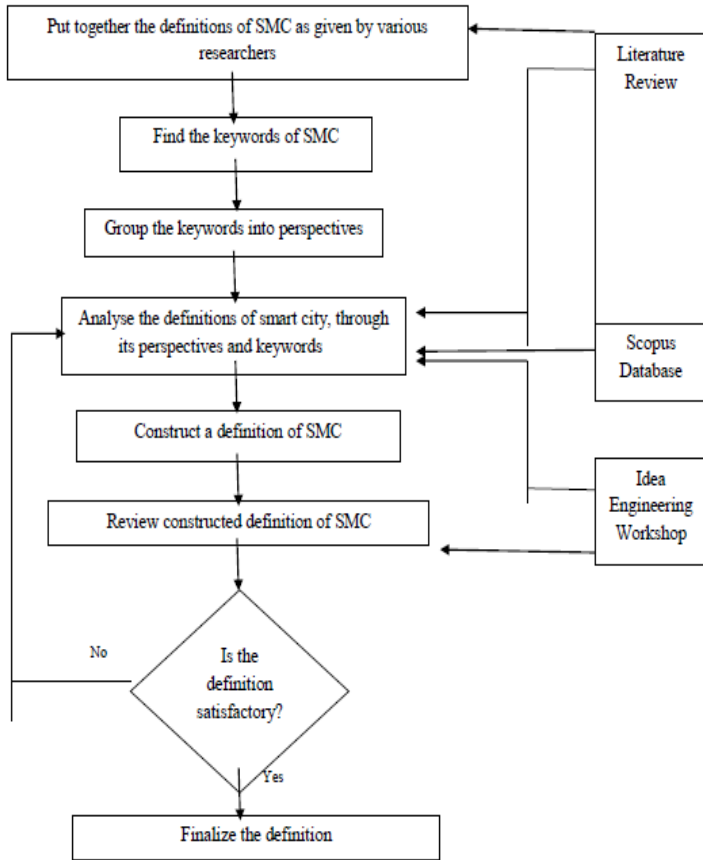 Put together the definitions of SMC as given by various
researchers
Literature
Review
Find the keywords of SMC
Group the keywords into perspectives
Analyse the definitions of smart city, through
its perspectives and keywords
Scopus
Database
Construct a definition of SMC
Idea
Engineering
Workshop
Review constructed definition of SMC
No
Is the
definition
satisfactory?
Yes
Finalize the definition